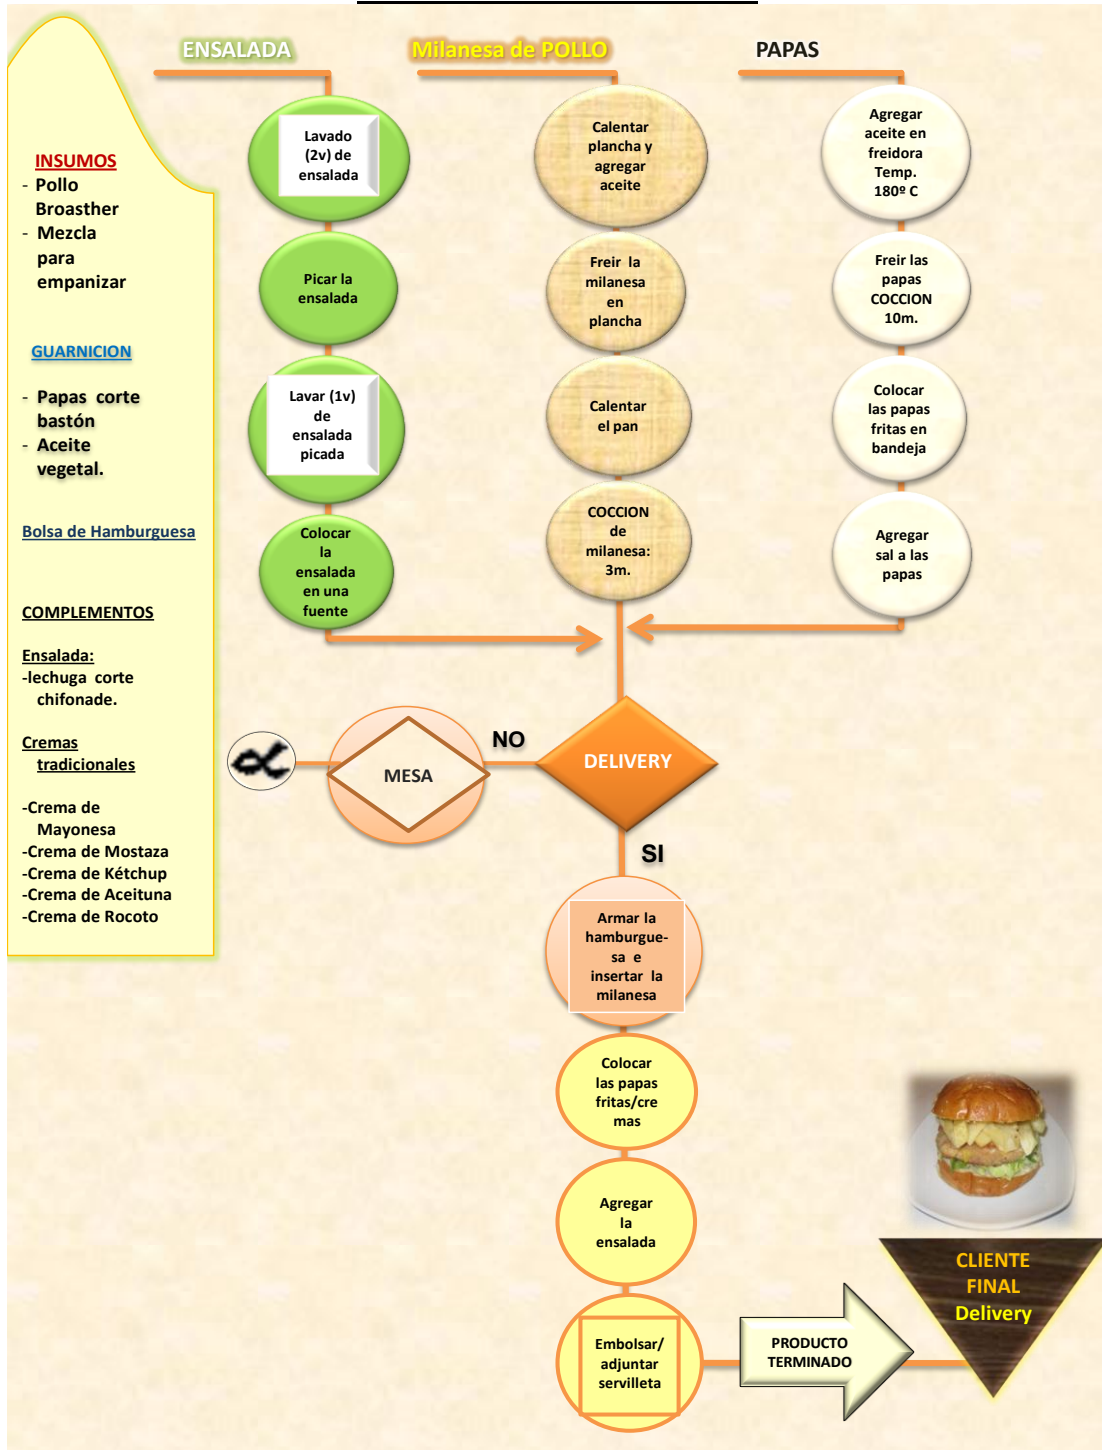 ENSALADA
Milanesa de POLLO
PAPAS
INSUMOS
- Pollo
Broasther
- Mezcla
para
empanizar
GUARNICION
- Papas corte
bastón
- Aceite
vegetal.
Bolsa de Hamburguesa
COMPLEMENTOS
Ensalada:
-lechuga corte
chifonade.
Cremas
tradicionales
-Crema de
Mayonesa
-Crema de Mostaza
-Crema de Kétchup
-Crema de Aceituna
-Crema de Rocoto
Lavado
(2v) de
ensalada
Picar la
ensalada
Lavar (1v)
de
ensalada
picada
Colocar
la
ensalada
en una
fuente
Calentar
plancha y
agregar
aceite
Freir la
milanesa
en
plancha
Calentar
el pan
COCCION
de
milanesa:
3m.
Agregar
aceite en
freidora
Temp.
180º C
Freir las
papas
COCCION
10m.
Colocar
las papas
fritas en
bandeja
Agregar
sal a las
papas
DELIVERY
NO
MESA
∝
SI
Armar la
hamburgue-
sa e
insertar la
milanesa
Colocar
las papas
fritas/cre
mas
Agregar
la
ensalada
Embolsar/
adjuntar
servilleta
PRODUCTO
TERMINADO
CLIENTE
FINAL
Delivery